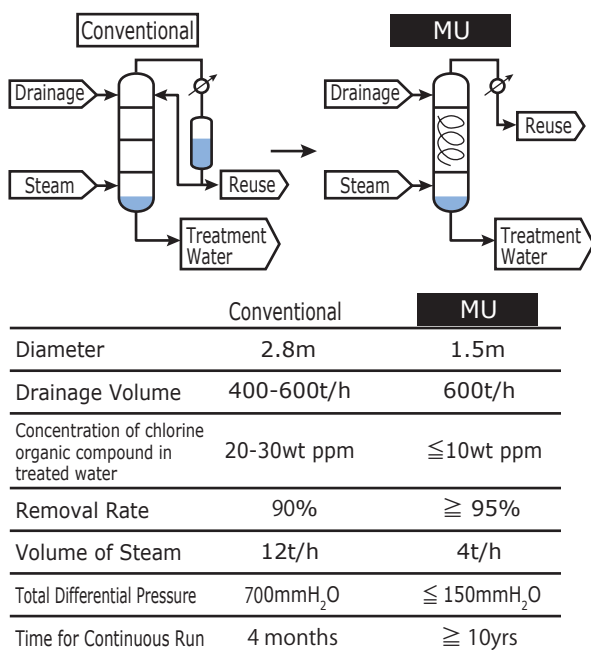 Conventional
MU
Drainage
Drainage
Reuse
Steam
Reuse
Steam
Treatment
Water
Treatment
Water
Conventional MU
Diameter 2.8m 1.5m
Drainage Volume 400-600t/h 600t/h
Concentration of chlorine
organic compound in
treated water
20-30wt ppm ≦10wt ppm
Removal Rate 90% ≧ 95%
Volume of Steam 12t/h 4t/h
Total Differential Pressure 700mmH₂O ≦ 150mmH₂O
Time for Continuous Run 4 months ≧ 10yrs